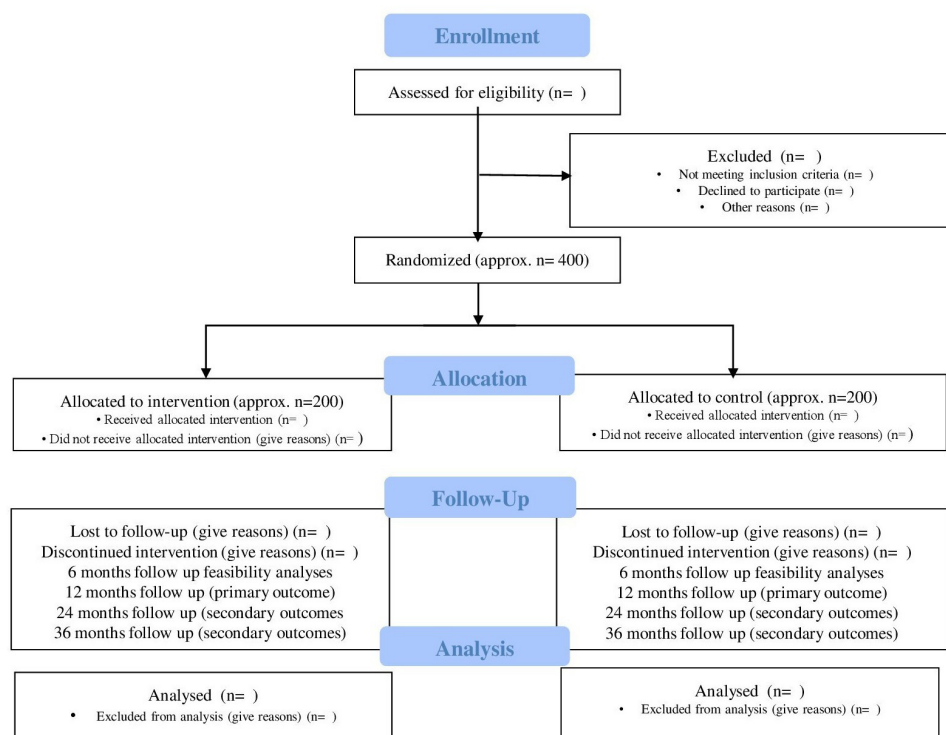 Enrollment
Assessed for eligibility (n=  )
Excluded  (n=  )
• Not meeting inclusion criteria (n=  )
• Declined to participate (n=  )
• Other reasons (n=  )
Randomized (approx. n= 400)
Allocation
Allocated to intervention (approx. n=200)
• Received allocated intervention (n=  )
• Did not receive allocated intervention (give reasons) (n=  )
Allocated to control (approx. n=200)
• Received allocated intervention (n=  )
• Did not receive allocated intervention (give reasons) (n=  )
Follow-Up
Lost to follow-up (give reasons) (n=  )
Discontinued intervention (give reasons) (n=  )
6 months follow up feasibility analyses
12 months follow up (primary outcome)
24 months follow up (secondary outcomes
36 months follow up (secondary outcomes)
Lost to follow-up (give reasons) (n=  )
Discontinued intervention (give reasons) (n=  )
6 months follow up feasibility analyses
12 months follow up (primary outcome)
24 months follow up (secondary outcomes)
36 months follow up (secondary outcomes)
Analysis
Analysed  (n=  )
• Excluded from analysis (give reasons) (n=  )
Analysed  (n=  )
• Excluded from analysis (give reasons) (n=  )